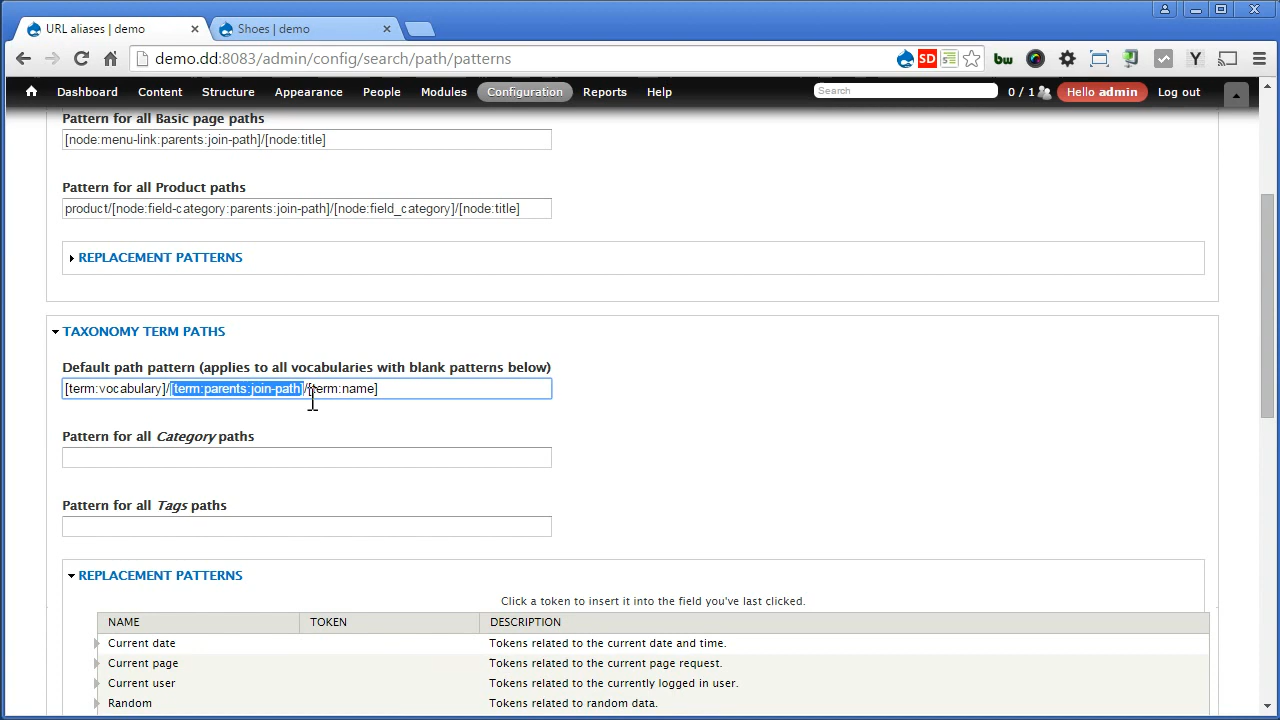 URL aliases | demo
Shoes | demo
demo.dd:8083/admin/config/search/path/patterns
SD
bw
Y
Dashboard Content Structure Appearance People Modules Configuration Reports Help
Search
0 / 1
Hello admin
Log out
Pattern for all Basic page paths
[node:menu-link:parents:join-path]/[node:title]
Pattern for all Product paths
product/[node:field-category:parents:join-path]/[node:field_category]/[node:title]
REPLACEMENT PATTERNS
TAXONOMY TERM PATHS
Default path pattern (applies to all vocabularies with blank patterns below)
[term:vocabulary]/[term:parents:join-path]/[term:name]
Pattern for all Category paths
Pattern for all Tags paths
REPLACEMENT PATTERNS
Click a token to insert it into the field you've last clicked.
NAME TOKEN DESCRIPTION
Current date Tokens related to the current date and time.
Current page Tokens related to the current page request.
Current user Tokens related to the currently logged in user.
Random Tokens related to random data.